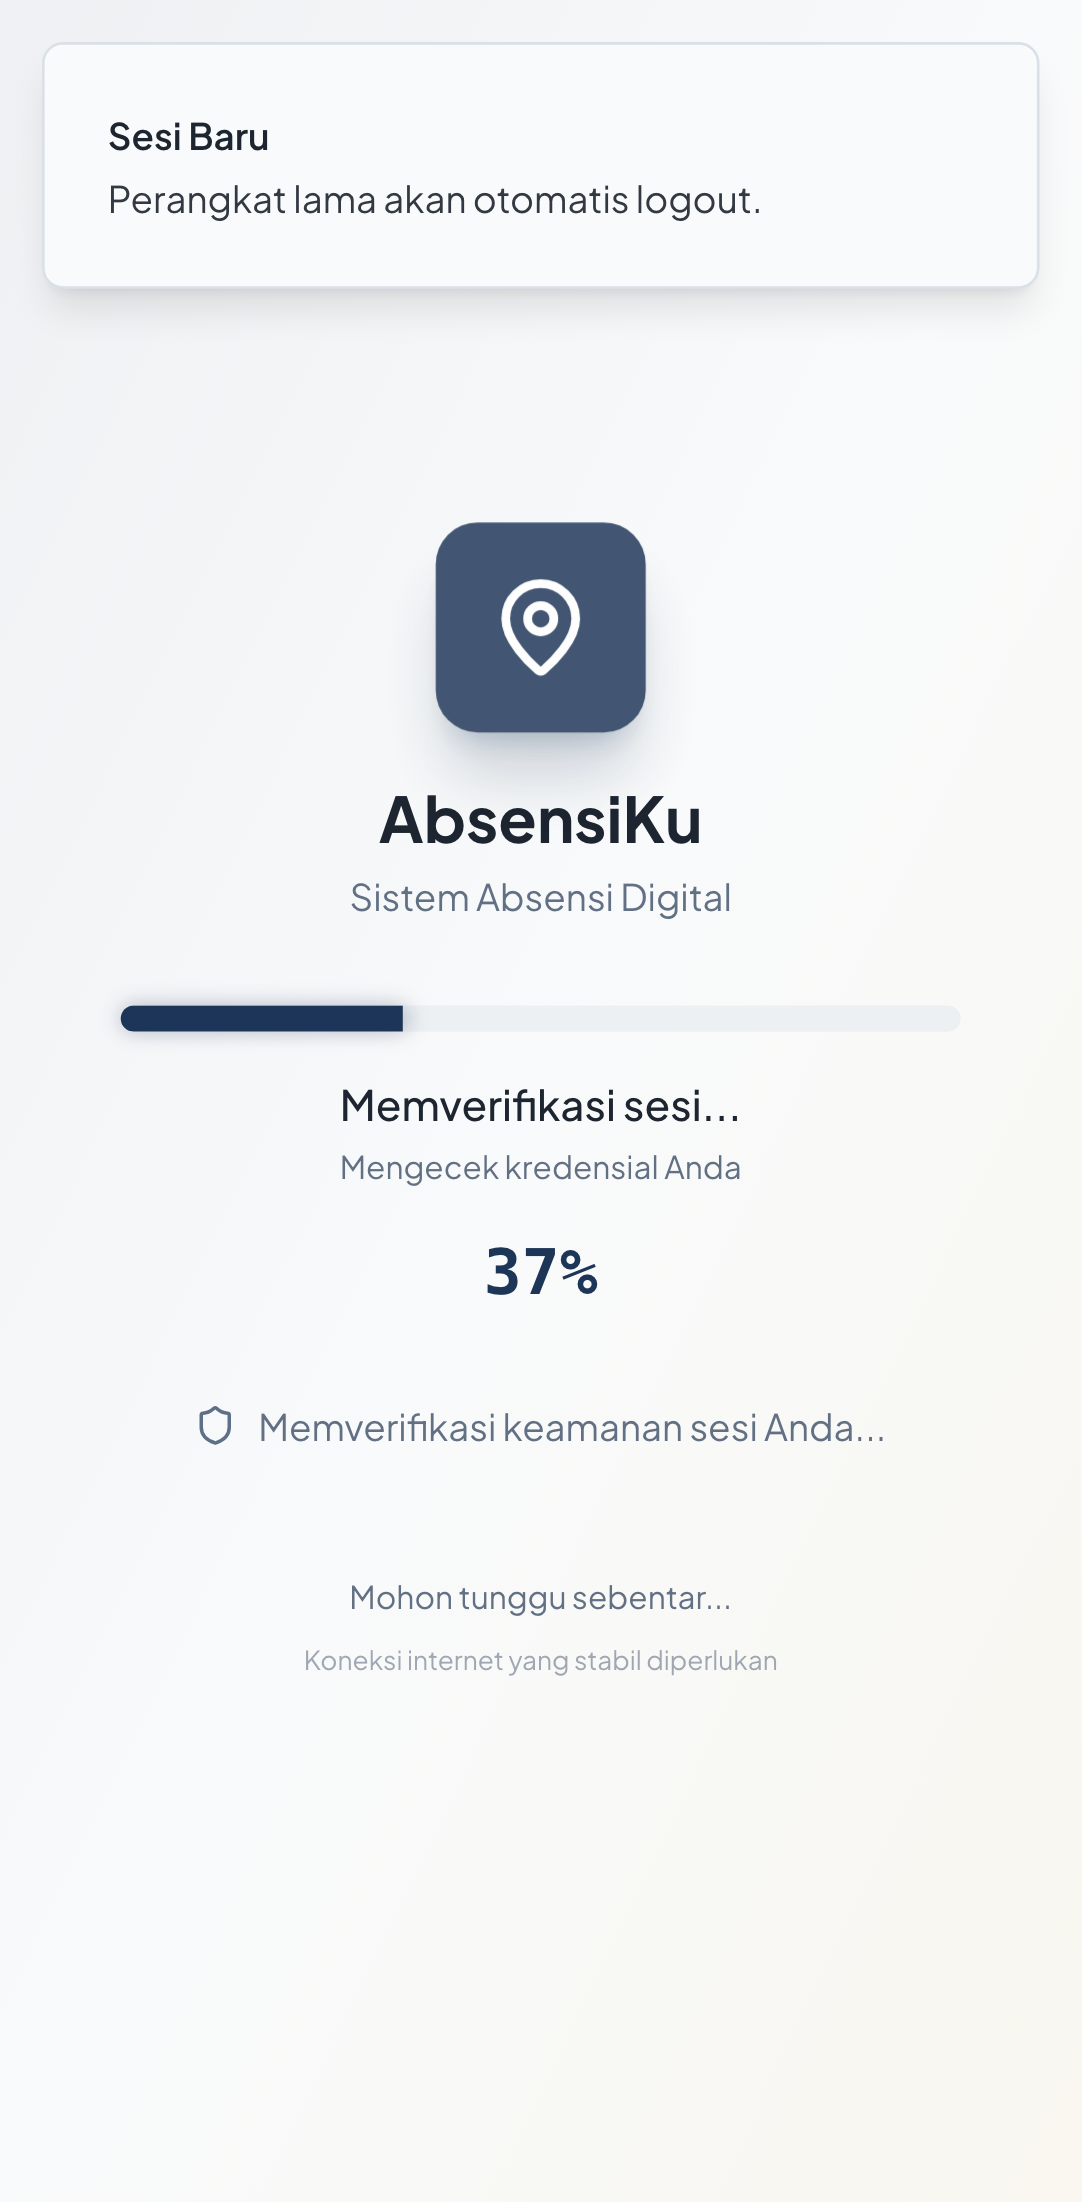 Sesi Baru
Perangkat lama akan otomatis logout.
AbsensiKu
Sistem Absensi Digital
Memverifikasi sesi...
Mengecek kredensial Anda
37%
Memverifikasi keamanan sesi Anda...
Mohon tunggu sebentar...
Koneksi internet yang stabil diperlukan